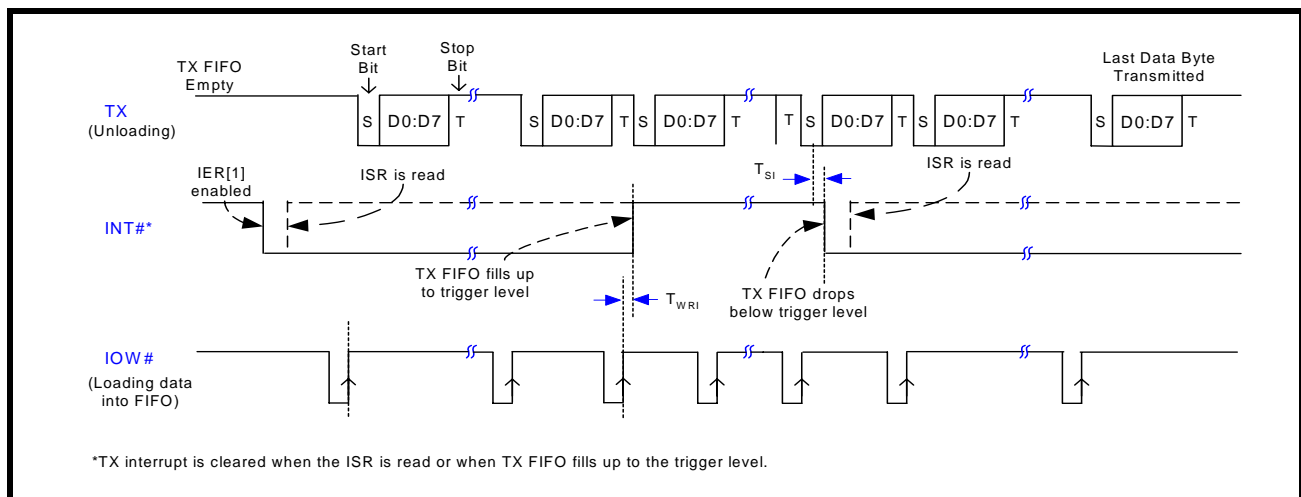 Start
Bit
Stop
Bit
TX FIFO
Empty
Last Data Byte
Transmitted
TX
(Unloading)
S D0:D7 T S D0:D7 T S D0:D7 T T S D0:D7 T S D0:D7 T S D0:D7 T
IER[1]
enabled
ISR is read
TSI
ISR is read
INT#*
TX FIFO fills up
to trigger level
TWRI
TX FIFO drops
below trigger level
IOW#
(Loading data
into FIFO)
*TX interrupt is cleared when the ISR is read or when TX FIFO fills up to the trigger level.